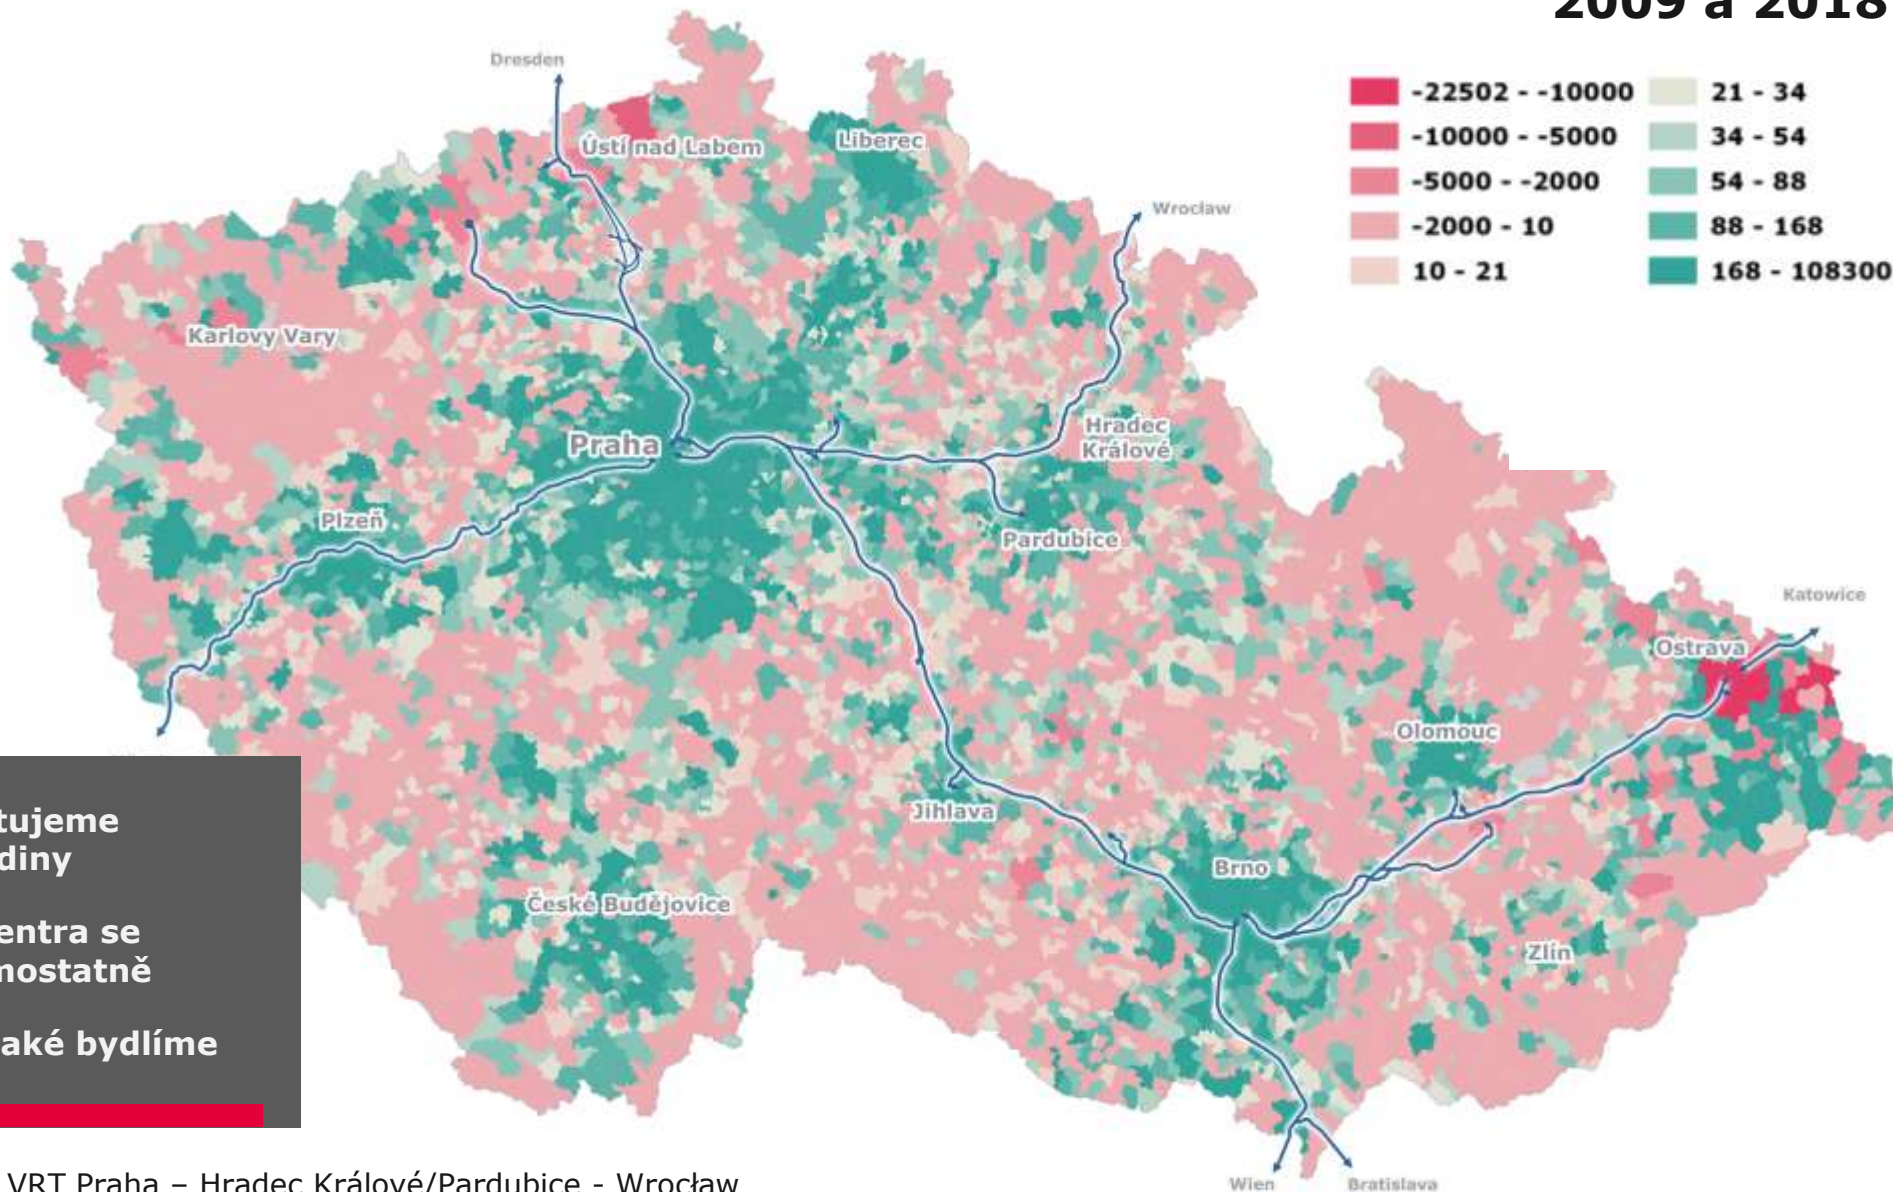 2009 a 2018
Dresden
-22502 - -10000
21 - 34
Ústí nad Labem
Liberec
-10000 - -5000
34 - 54
-5000 - -2000
54 - 88
Wrocław
-2000 - 10
88 - 168
10 - 21
168 - 108300
Karlovy Vary
Praha
Hradec
Králové
Plzeň
Pardubice
Katowice
Ostrava
Olomouc
Jihlava
tujeme
diny
Brno
České Budějovice
entra se
Zlín
mostatně
aké bydlíme
VRT Praha – Hradec Králové/Pardubice - Wrocław
Wien
Bratislava